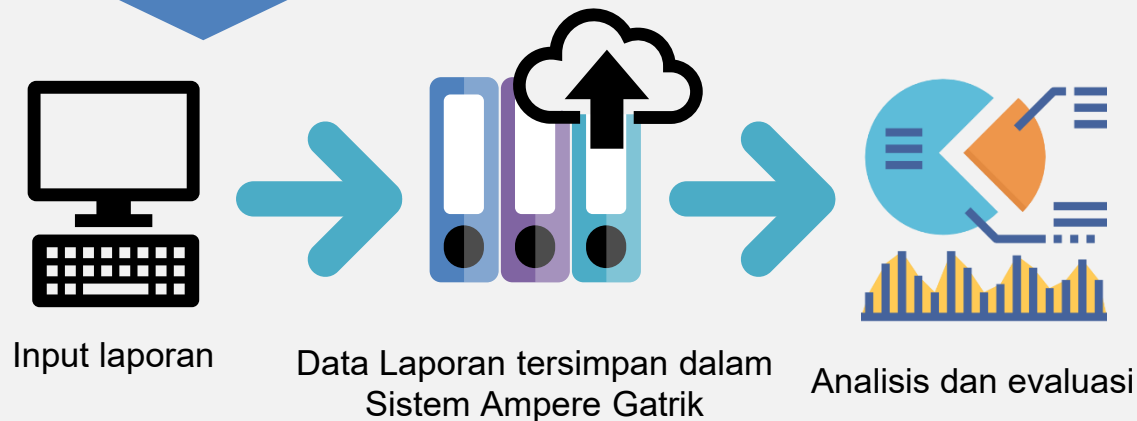 Input laporan
Data Laporan tersimpan dalam
Sistem Ampere Gatrik
Analisis dan evaluasi